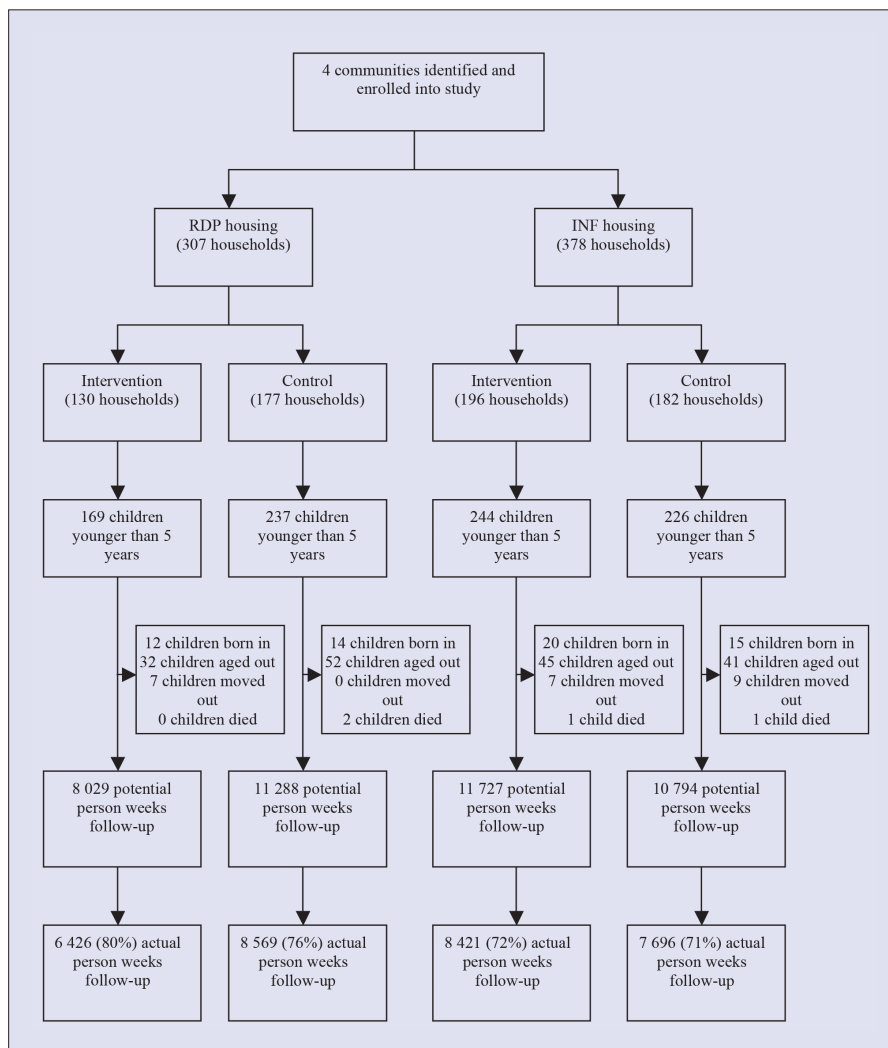 4 communities identified and
enrolled into study
RDP housing
(307 households)
INF housing
(378 households)
Intervention
(130 households)
Control
(177 households)
Intervention
(196 households)
Control
(182 households)
169 children
younger than 5
years
237 children
younger than 5
years
244 children
younger than 5
years
226 children
younger than 5
years
12 children born in
32 children aged out
7 children moved
out
0 children died
14 children born in
52 children aged out
0 children moved
out
2 children died
20 children born in
45 children aged out
7 children moved
out
1 child died
15 children born in
41 children aged out
9 children moved
out
1 child died
8 029 potential
person weeks
follow-up
11 288 potential
person weeks
follow-up
11 727 potential
person weeks
follow-up
10 794 potential
person weeks
follow-up
6 426 (80%) actual
person weeks
follow-up
8 569 (76%) actual
person weeks
follow-up
8 421 (72%) actual
person weeks
follow-up
7 696 (71%) actual
person weeks
follow-up